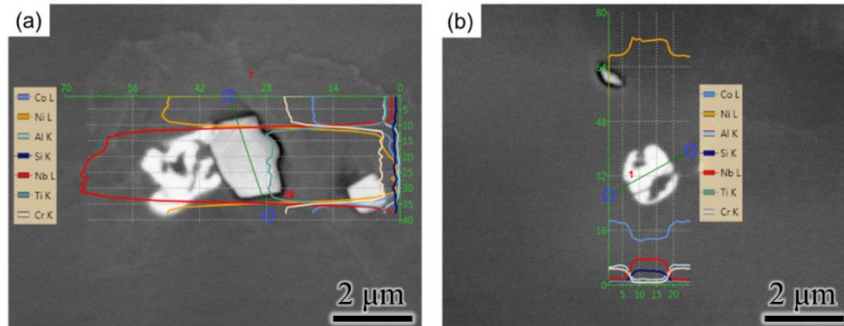 (a)
1
70 56 42 28 14 0
5
10
15
20
25
30
35
40
Co L
Ni L
Al K
Si K
Nb L
Ti K
Cr K
2 μm
(b)
80
64
48
32
16
0
1
5 10 15 20
Co L
Ni L
Al K
Si K
Nb L
Ti K
Cr K
2 μm